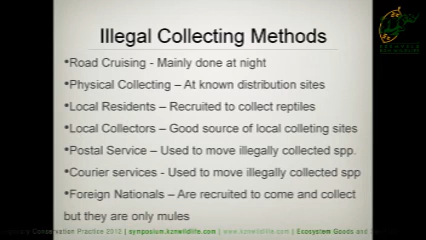 Illegal Collecting Methods
•Road Cruising - Mainly done at night
•Physical Collecting – At known distribution sites
•Local Residents – Recruited to collect reptiles
•Local Collectors – Good source of local colleting sites
•Postal Service – Used to move illegally collected spp.
•Courier services - Used to move illegally collected spp
•Foreign Nationals – Are recruited to come and collect
but they are only mules
Conservation Practice 2012 | symposium.kznwildlife.com | www.kznwildlife.com | Ecosystem Goods and